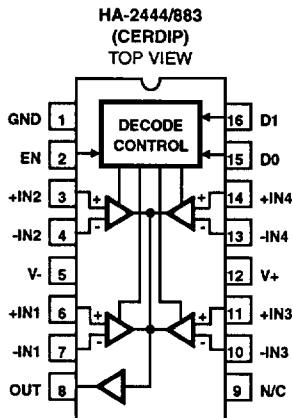 HA-2444/883
(CERDIP)
TOP VIEW
GND 1 16 D1
DECODE
CONTROL
EN 2 15 D0
+IN2 3 + + 14 +IN4
-IN2 4 - - 13 -IN4
V- 5 12 V+
+IN1 6 + + 11 +IN3
-IN1 7 - - 10 -IN3
OUT 8 9 N/C